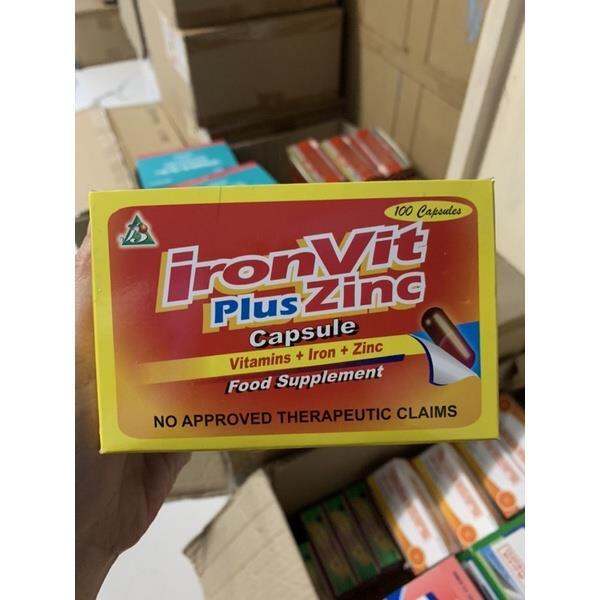 100 Capsules
ironVit
Plus Zinc
Capsule
Vitamins + Iron + Zinc
Food Supplement
NO APPROVED THERAPEUTIC CLAIMS